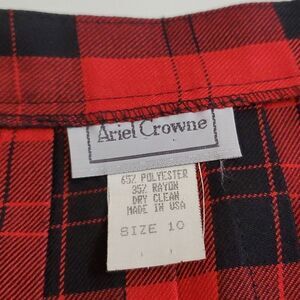 Ariel Crowne
65% POLYESTER
35% RAYON
DRY CLEAN
MADE IN USA
SIZE 10